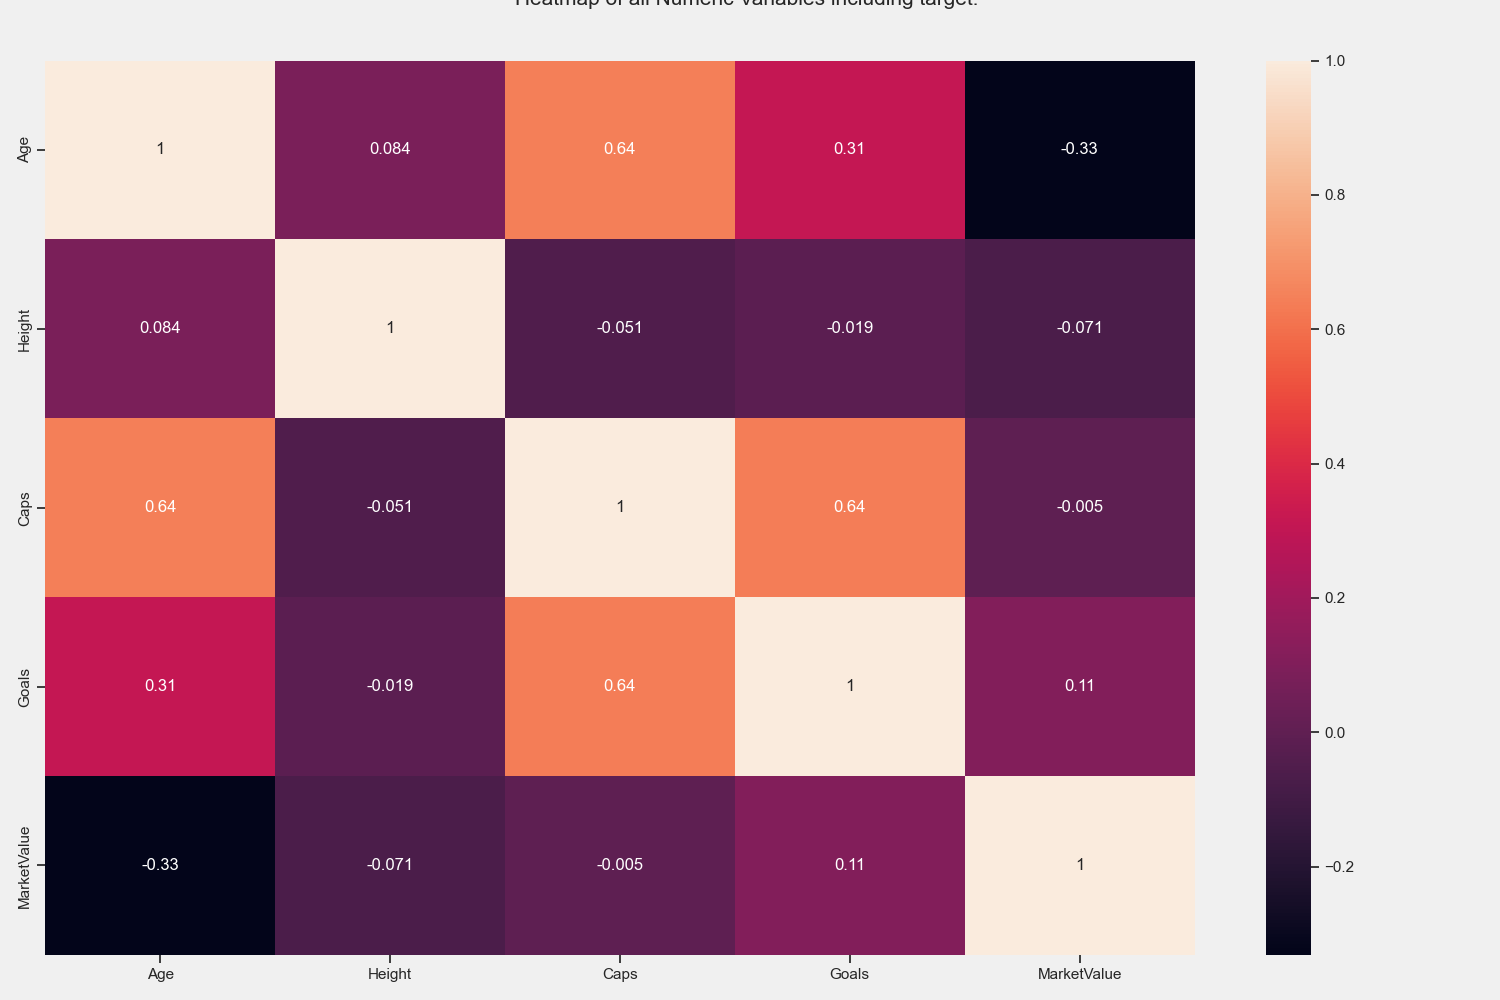 Heatmap of all Numeric Variables including target.
Age 1 0.084 0.64 0.31 -0.33
Height 0.084 1 -0.051 -0.019 -0.071
Caps 0.64 -0.051 1 0.64 -0.005
Goals 0.31 -0.019 0.64 1 0.11
MarketValue -0.33 -0.071 -0.005 0.11 1
Age Height Caps Goals MarketValue
1.0
0.8
0.6
0.4
0.2
0.0
−0.2